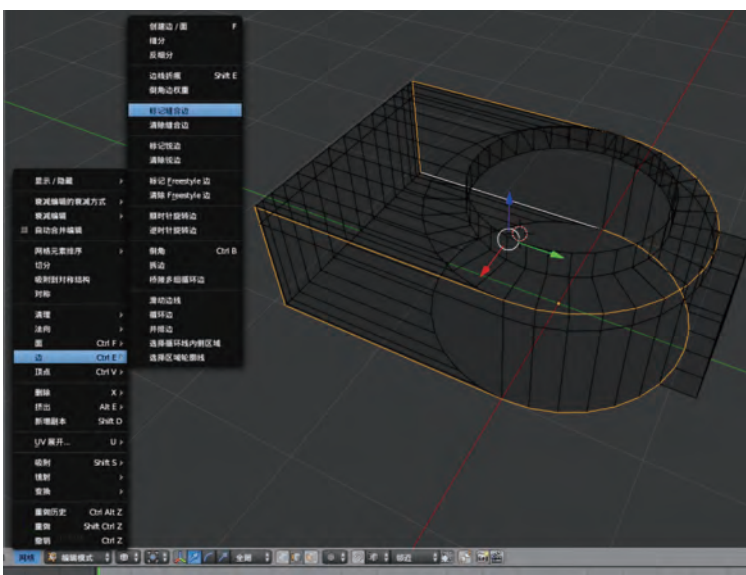 创建边 / 面 F
细分
反细分
边线折痕 Shift E
倒角边权重
标记缝合边
清除缝合边
标记锐边
清除锐边
标记 Freestyle 边
清除 Freestyle 边
顺时针旋转边
逆时针旋转边
倒角 Ctrl B
拆边
桥接多组循环边
滑动边线
循环边
并排边
选择循环线内侧区域
选择区域轮廓线
显示 / 隐藏
衰减编辑的衰减方式
衰减编辑
自动合并编辑
网格元素排序
切分
吸附到对称结构
对称
清理
法向
面 Ctrl F
边 Ctrl E
顶点 Ctrl V
删除 X
挤出 Alt E
新增副本 Shift D
UV 展开... U
吸附 Shift S
镜射
变换
重做历史 Ctrl Alt Z
重做 Shift Ctrl Z
撤销 Ctrl Z
网格 编辑模式 全局 邻近